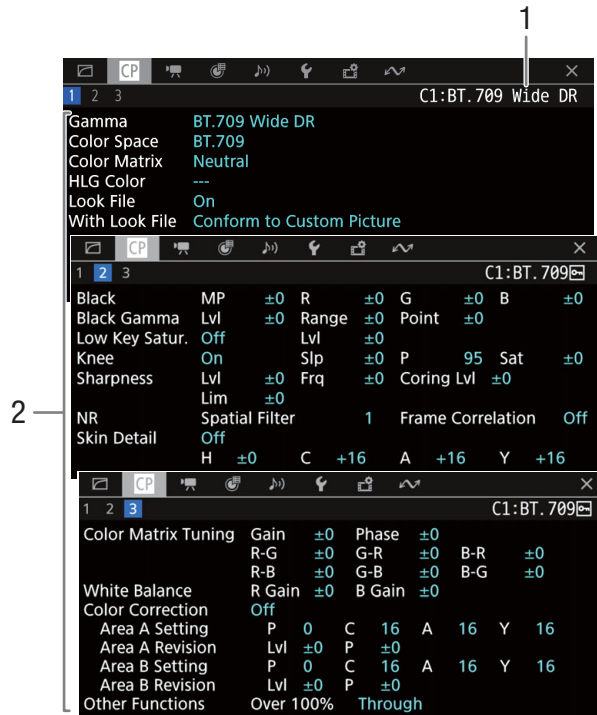 1
CP
1 2 3 C1:BT.709 Wide DR
Gamma BT.709 Wide DR
Color Space BT.709
Color Matrix Neutral
HLG Color ---
Look File On
With Look File Conform to Custom Picture
CP
1 2 3 C1:BT.709
Black MP ±0 R ±0 G ±0 B ±0
Black Gamma Lvl ±0 Range ±0 Point ±0
Low Key Satur. Off Lvl ±0
Knee On Slp ±0 P 95 Sat ±0
Sharpness Lvl ±0 Frq ±0 Coring Lvl ±0
Lim ±0
2
NR Spatial Filter 1 Frame Correlation Off
Skin Detail Off
H ±0 C +16 A +16 Y +16
CP
1 2 3 C1:BT.709
Color Matrix Tuning Gain ±0 Phase ±0
R-G ±0 G-R ±0 B-R ±0
R-B ±0 G-B ±0 B-G ±0
White Balance R Gain ±0 B Gain ±0
Color Correction Off
Area A Setting P 0 C 16 A 16 Y 16
Area A Revision Lvl ±0 P ±0
Area B Setting P 0 C 16 A 16 Y 16
Area B Revision Lvl ±0 P ±0
Other Functions Over 100% Through